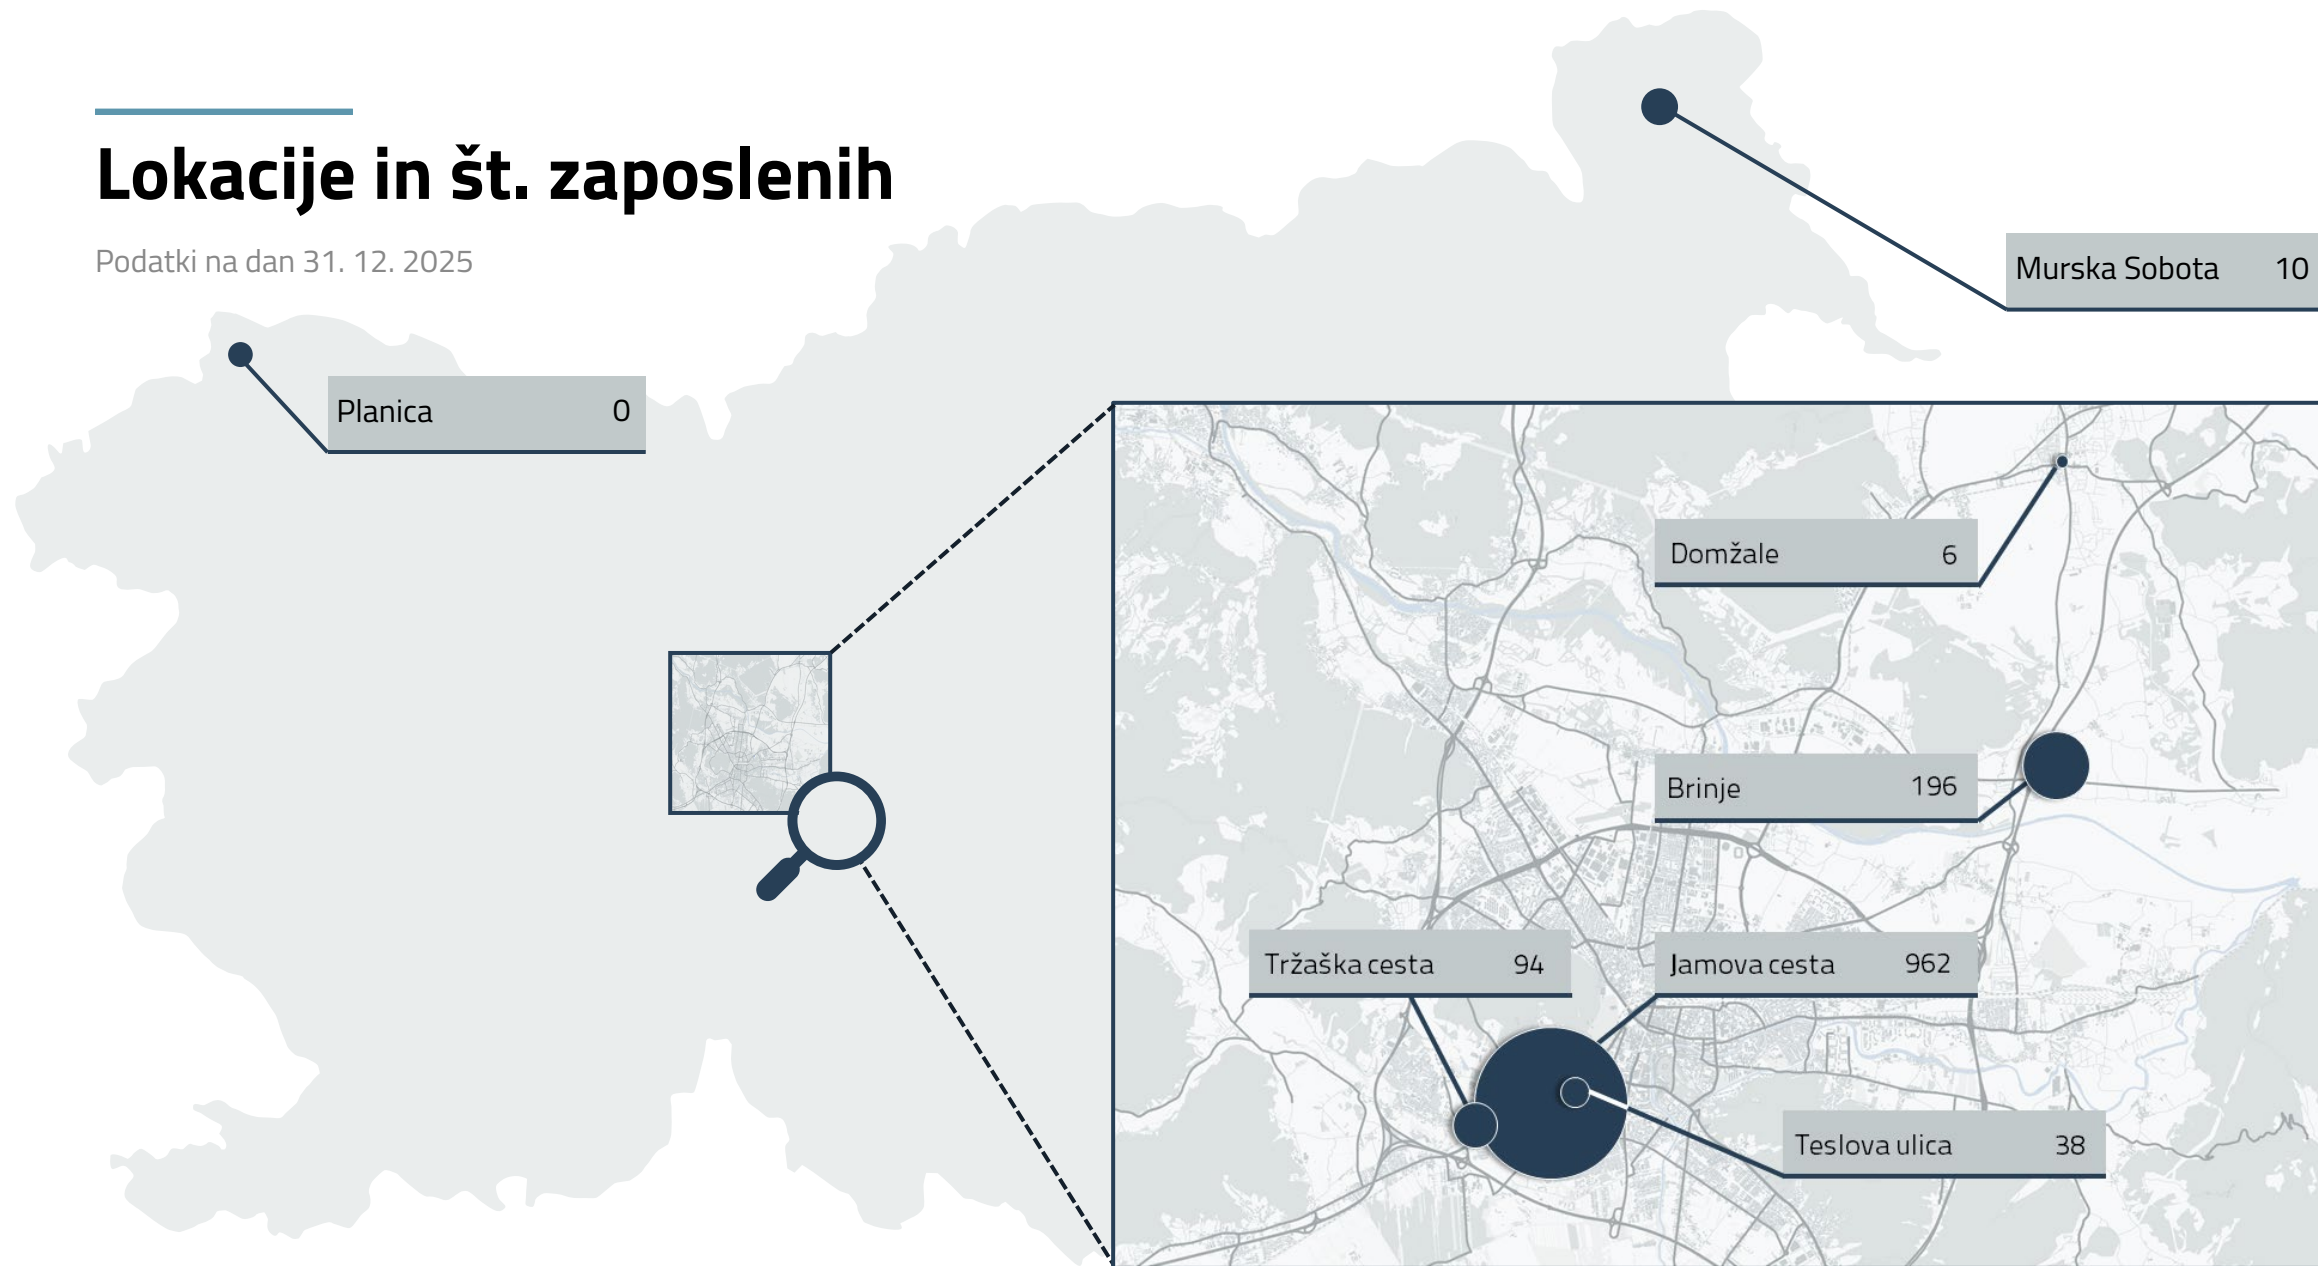 Lokacije in št. zaposlenih
Podatki na dan 31. 12. 2025
Murska Sobota 10
Planica 0
Domžale 6
Brinje 196
Tržaška cesta 94
Jamova cesta 962
Teslova ulica 38